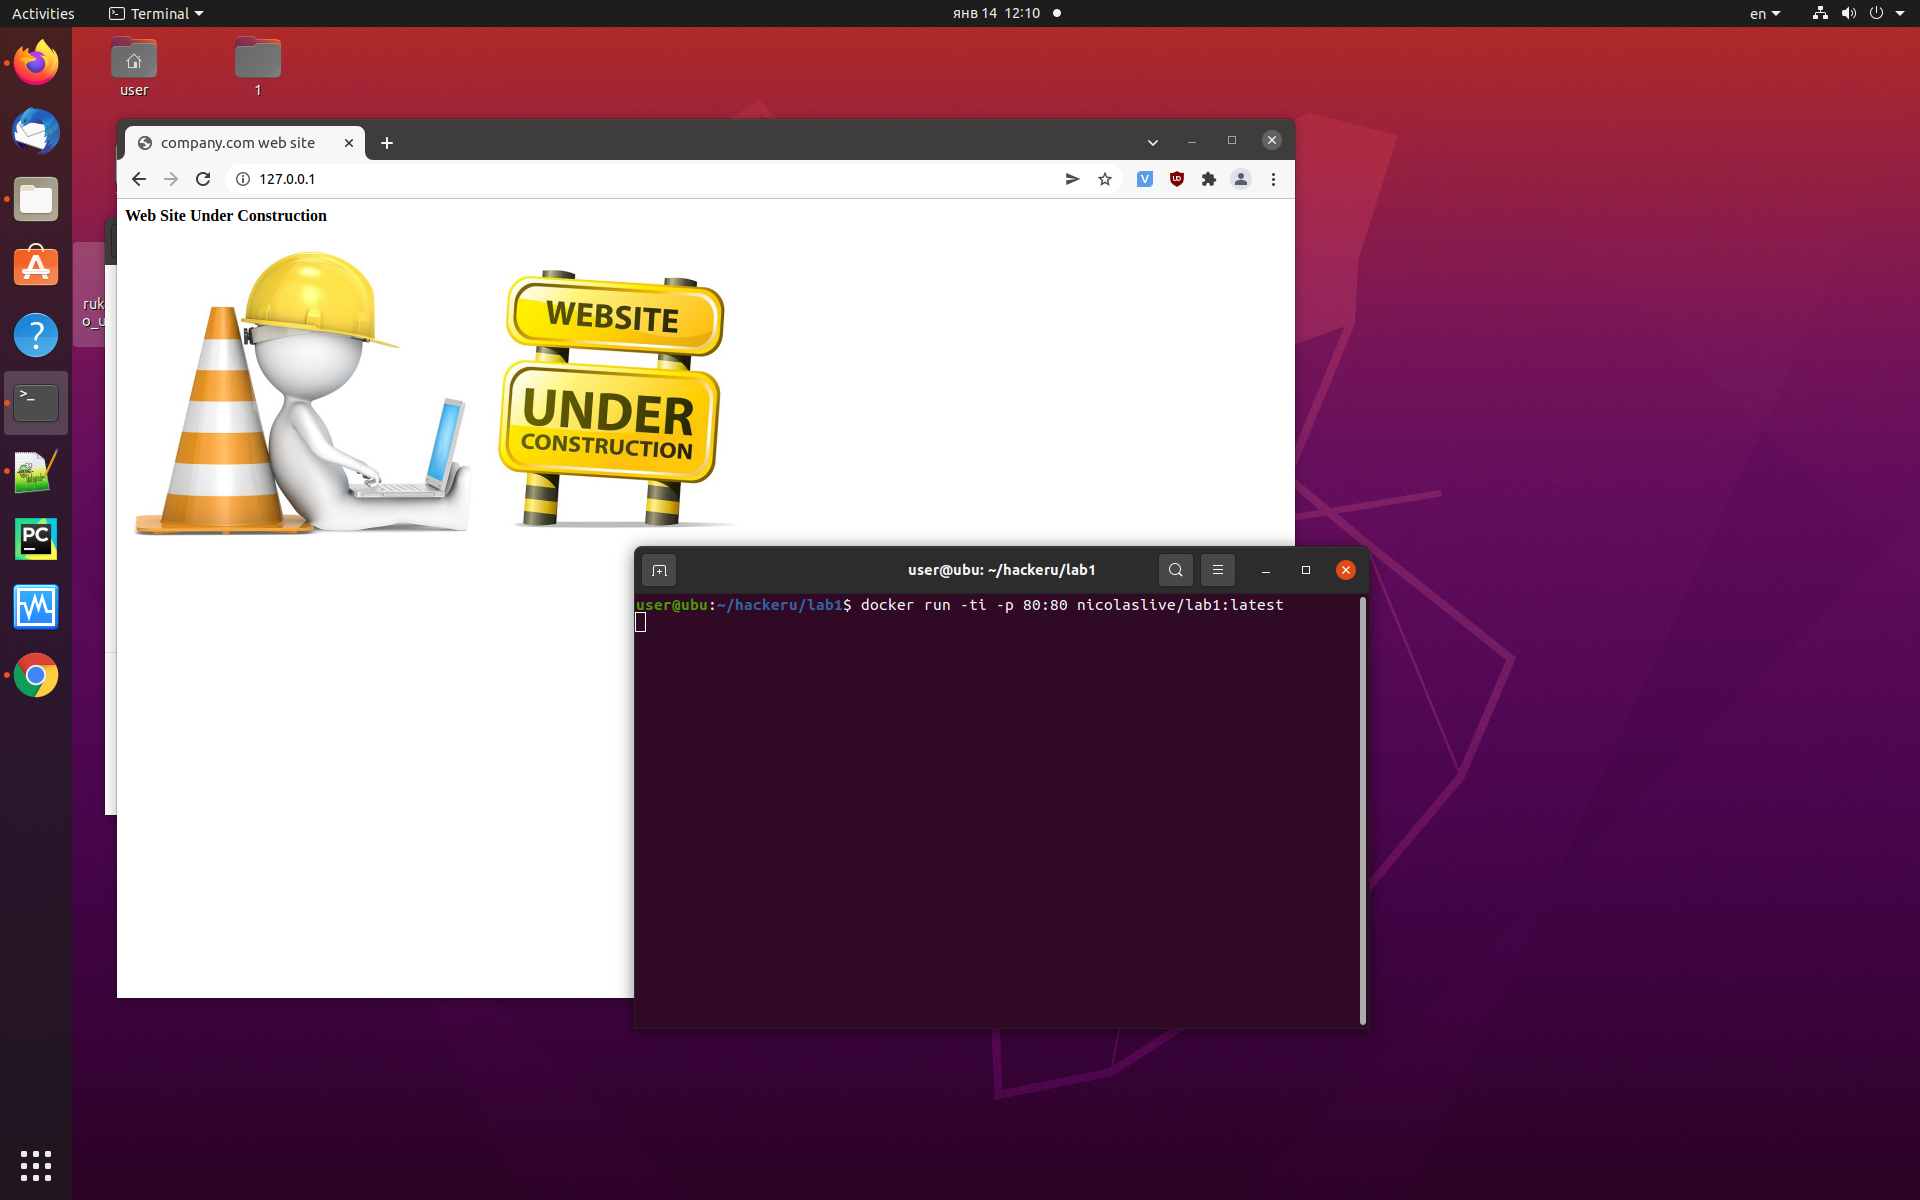 Activities
Terminal
янв 14 12:10
en
user
1
company.com web site
127.0.0.1
V
Web Site Under Construction
WEBSITE
UNDER
CONSTRUCTION
ruk
o_u
?
>_
PC
user@ubu: ~/hackeru/lab1
user@ubu:~/hackeru/lab1$ docker run -ti -p 80:80 nicolaslive/lab1:latest